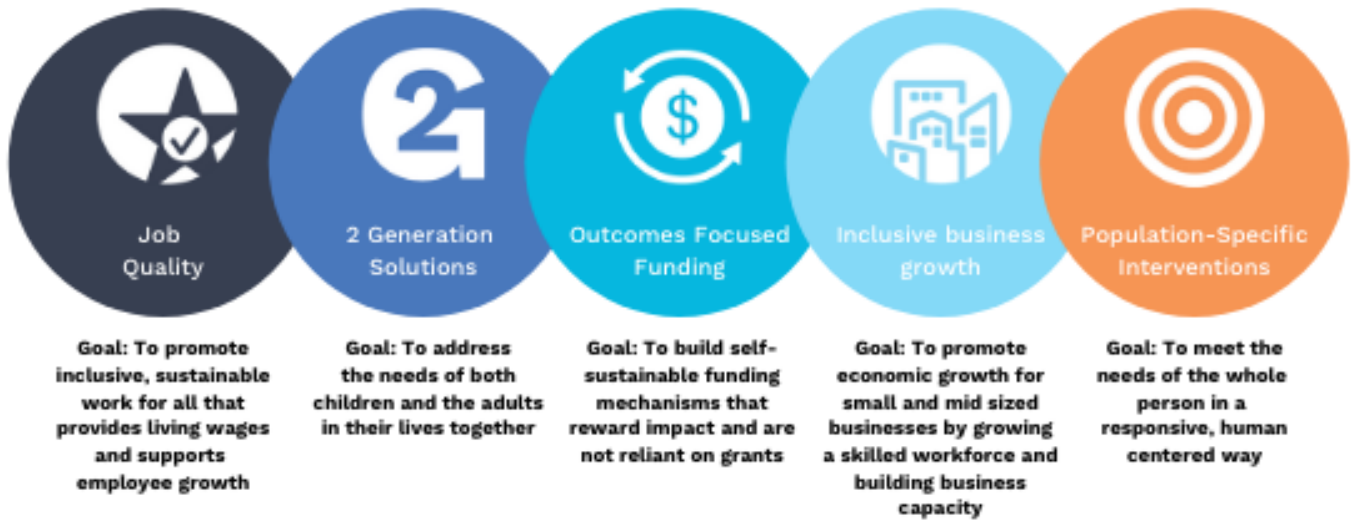 2G
$
Job
Quality
2 Generation
Solutions
Outcomes Focused
Funding
Inclusive business
growth
Population-Specific
Interventions
Goal: To promote
inclusive, sustainable
work for all that
provides living wages
and supports
employee growth
Goal: To address
the needs of both
children and the adults
in their lives together
Goal: To build self-
sustainable funding
mechanisms that
reward impact and are
not reliant on grants
Goal: To promote
economic growth for
small and mid sized
businesses by growing
a skilled workforce and
building business
capacity
Goal: To meet the
needs of the whole
person in a
responsive, human
centered way